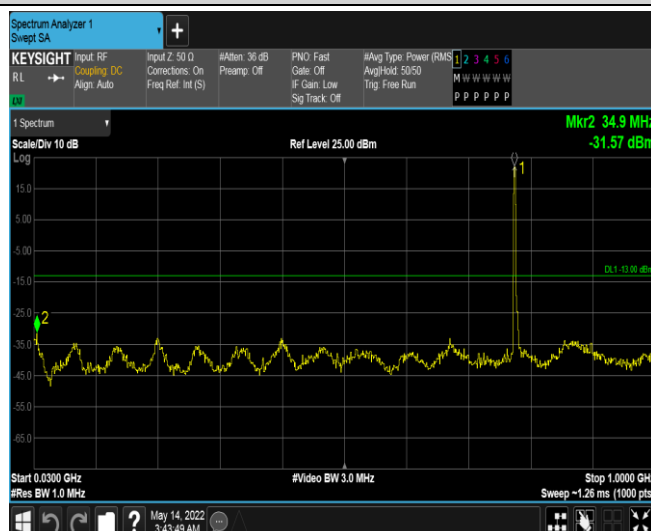 Spectrum Analyzer 1
Swept SA
+
KEYSIGHT
RL
LXI
Input: RF
Coupling: DC
Align: Auto
Input Z: 50 Ω
Corrections: On
Freq Ref: Int (S)
#Atten: 36 dB
Preamp: Off
PNO: Fast
Gate: Off
IF Gain: Low
Sig Track: Off
#Avg Type: Power (RMS
Avg|Hold: 50/50
Trig: Free Run
1 2 3 4 5 6
M W W W W W
P P P P P P
1 Spectrum
Scale/Div 10 dB
Log
Ref Level 25.00 dBm
Mkr2 34.9 MHz
-31.57 dBm
1
15.0
5.00
-5.00
DL1 -13.00 dBm
-15.0
-25.0
2
-35.0
-45.0
-55.0
-65.0
Start 0.0300 GHz
#Res BW 1.0 MHz
#Video BW 3.0 MHz
Stop 1.0000 GHz
Sweep ~1.26 ms (1000 pts
?
May 14, 2022
3:43:49 AM